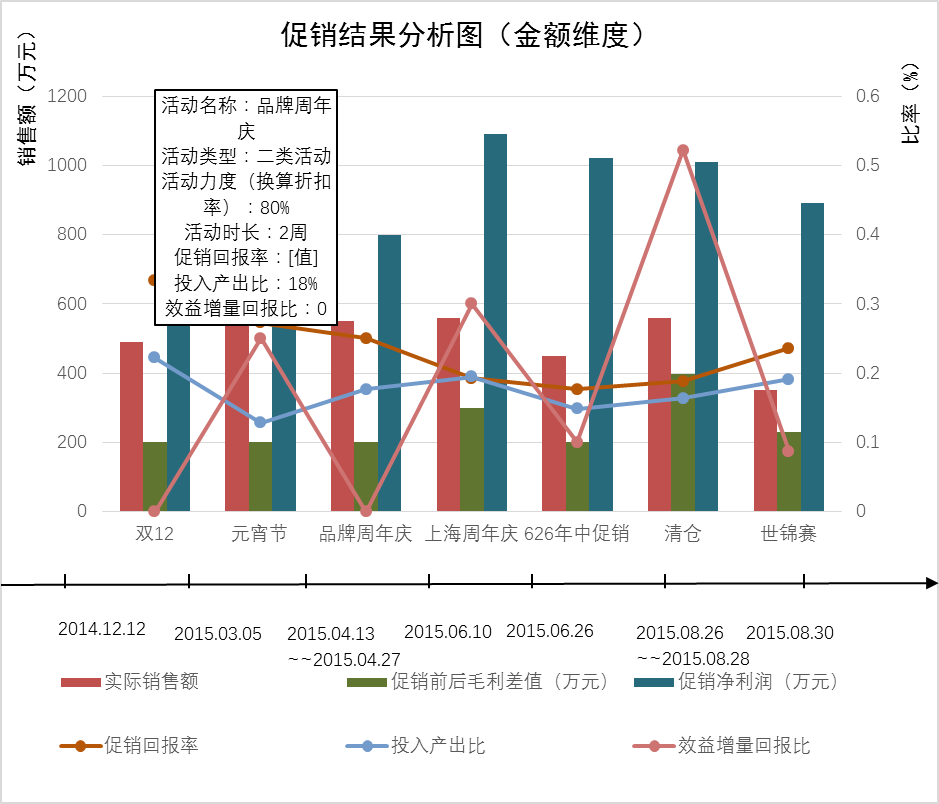 促销结果分析图（金额维度）
销售额（万元）
比率（%）
1200
1000
800
600
400
200
0
0.6
0.5
0.4
0.3
0.2
0.1
0
活动名称：品牌周年
庆
活动类型：二类活动
活动力度（换算折扣
率）：80%
活动时长：2周
促销回报率：[值]
投入产出比：18%
效益增量回报比：0
双12
元宵节
品牌周年庆
上海周年庆
626年中促销
清仓
世锦赛
2014.12.12
2015.03.05
2015.04.13
~~2015.04.27
2015.06.10
2015.06.26
2015.08.26
~~2015.08.28
2015.08.30
实际销售额
促销前后毛利差值（万元）
促销净利润（万元）
促销回报率
投入产出比
效益增量回报比